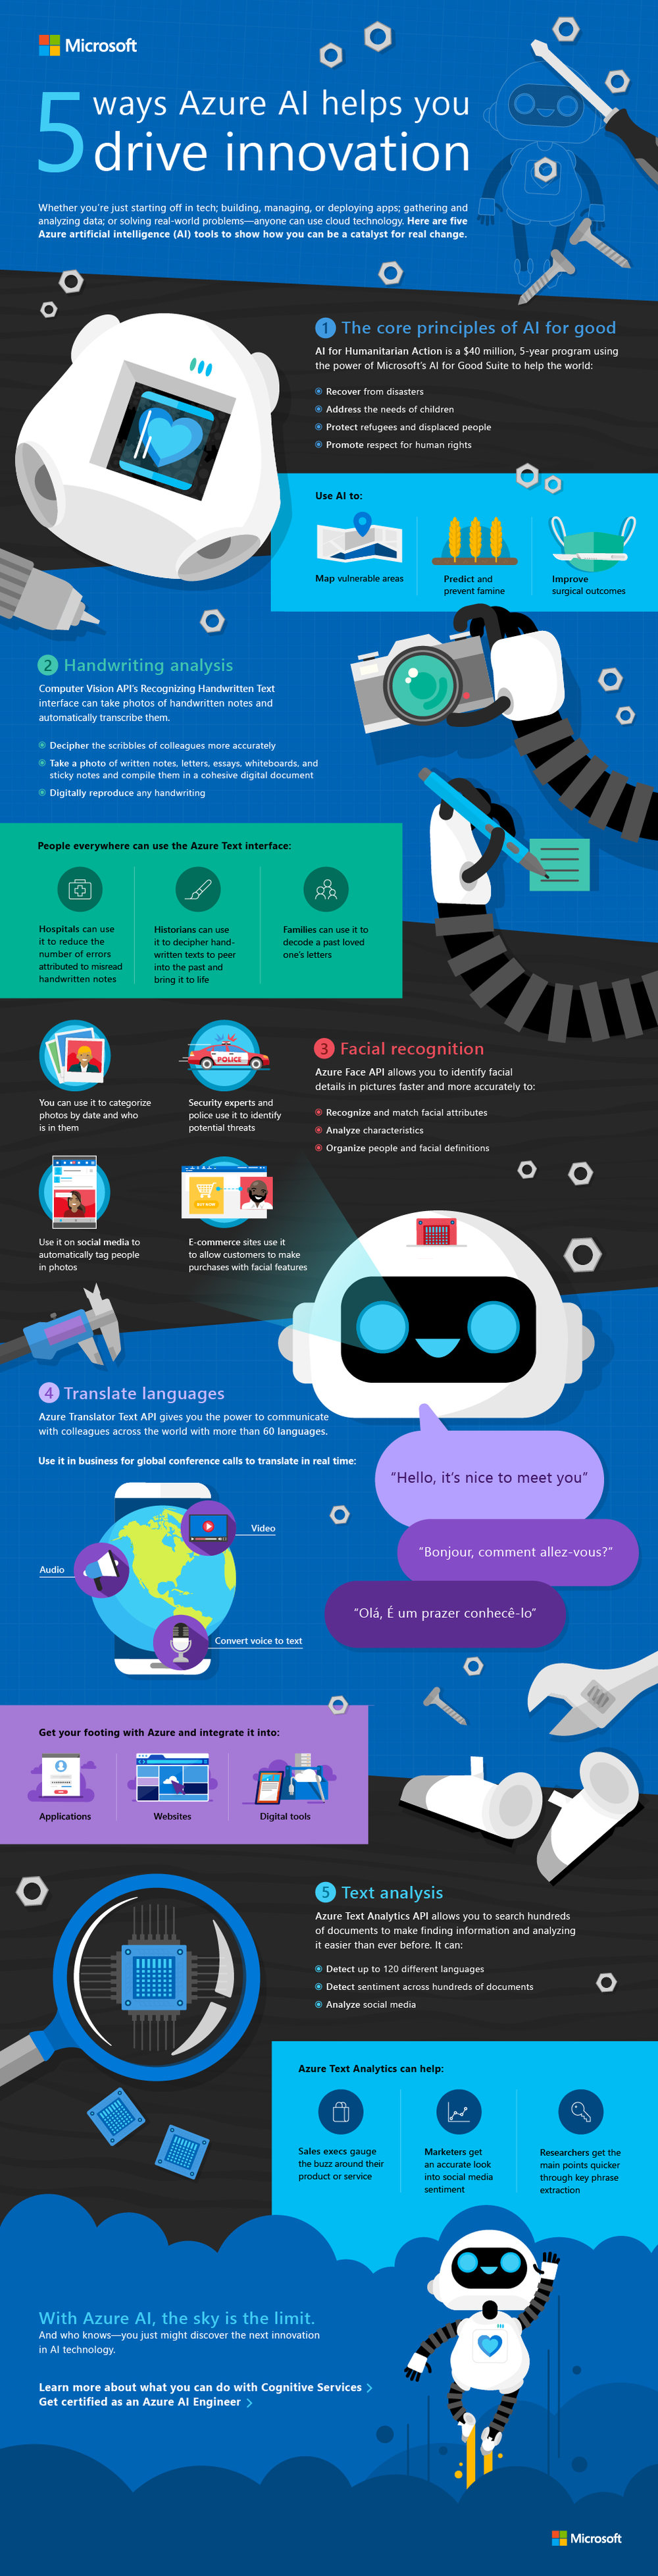 Microsoft
5 ways Azure AI helps you
drive innovation
Whether you're just starting off in tech; building, managing, or deploying apps; gathering and
analyzing data; or solving real-world problems—anyone can use cloud technology. Here are five
Azure artificial intelligence (AI) tools to show how you can be a catalyst for real change.
1 The core principles of AI for good
AI for Humanitarian Action is a $40 million, 5-year program using
the power of Microsoft's AI for Good Suite to help the world:
Recover from disasters
Address the needs of children
Protect refugees and displaced people
Promote respect for human rights
Use AI to:
Map vulnerable areas
Predict and
prevent famine
Improve
surgical outcomes
2 Handwriting analysis
Computer Vision API's Recognizing Handwritten Text
interface can take photos of handwritten notes and
automatically transcribe them.
Decipher the scribbles of colleagues more accurately
Take a photo of written notes, letters, essays, whiteboards, and
sticky notes and compile them in a cohesive digital document
Digitally reproduce any handwriting
People everywhere can use the Azure Text interface:
Hospitals can use
it to reduce the
number of errors
attributed to misread
handwritten notes
Historians can use
it to decipher hand-
written texts to peer
into the past and
bring it to life
Families can use it to
decode a past loved
one's letters
3 Facial recognition
Azure Face API allows you to identify facial
details in pictures faster and more accurately to:
Recognize and match facial attributes
Analyze characteristics
Organize people and facial definitions
You can use it to categorize
photos by date and who
is in them
POLICE
Security experts and
police use it to identify
potential threats
Use it on social media to
automatically tag people
in photos
BUY NOW
E-commerce sites use it
to allow customers to make
purchases with facial features
4 Translate languages
Azure Translator Text API gives you the power to communicate
with colleagues across the world with more than 60 languages.
Use it in business for global conference calls to translate in real time:
Video
Audio
Convert voice to text
"Hello, it's nice to meet you"
"Bonjour, comment allez-vous?"
"Olá, É um prazer conhecê-lo"
Get your footing with Azure and integrate it into:
Applications
Websites
Digital tools
5 Text analysis
Azure Text Analytics API allows you to search hundreds
of documents to make finding information and analyzing
it easier than ever before. It can:
Detect up to 120 different languages
Detect sentiment across hundreds of documents
Analyze social media
Azure Text Analytics can help:
Sales execs gauge
the buzz around their
product or service
Marketers get
an accurate look
into social media
sentiment
Researchers get the
main points quicker
through key phrase
extraction
With Azure AI, the sky is the limit.
And who knows—you just might discover the next innovation
in AI technology.
Learn more about what you can do with Cognitive Services >
Get certified as an Azure AI Engineer >
Microsoft